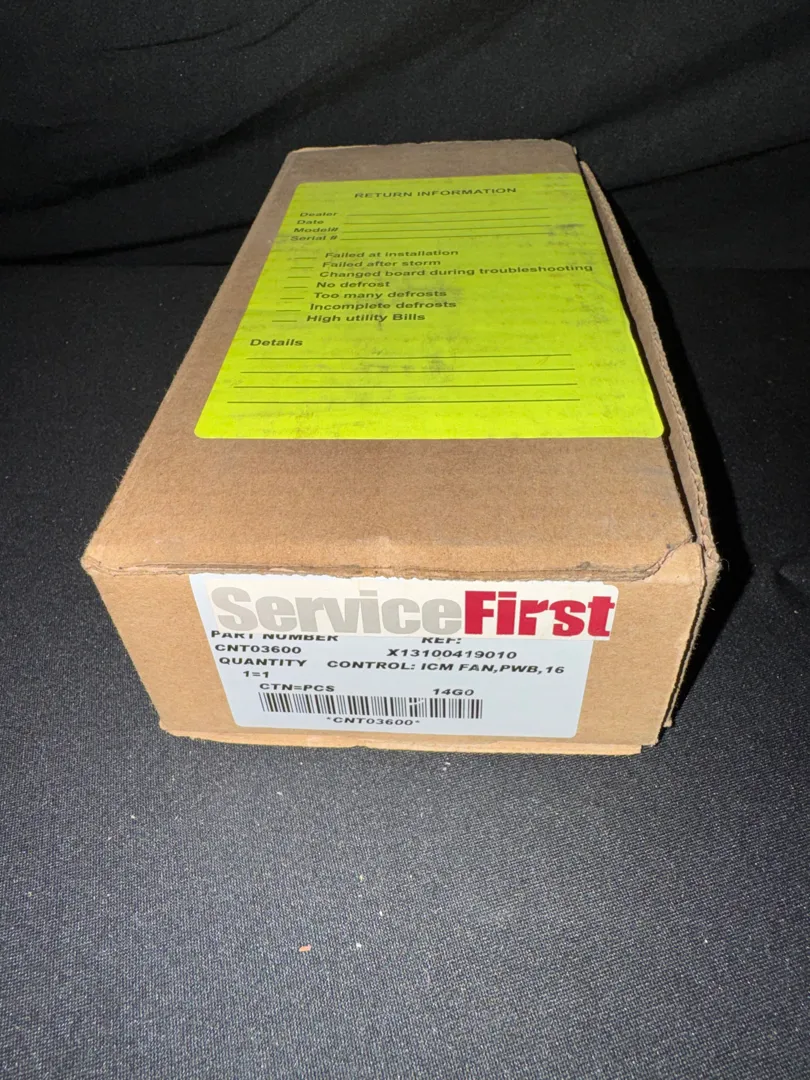 RETURN INFORMATION
Dealer
Date
Model#
Serial #
Failed at installation
Failed after storm
Changed board during troubleshooting
No defrost
Too many defrosts
Incomplete defrosts
High utility Bills
Details
ServiceFirst
PART NUMBER REF:
CNT03600 X13100419010
QUANTITY CONTROL: ICM FAN,PWB,16
1=1
CTN=PCS 14G0
*CNT03600*